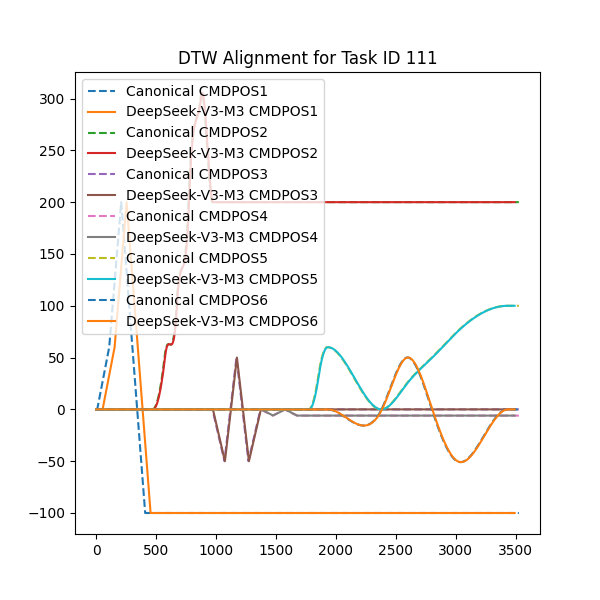 DTW Alignment for Task ID 111
300
250
200
150
100
50
0
−50
−100
Canonical CMDPOS1
DeepSeek-V3-M3 CMDPOS1
Canonical CMDPOS2
DeepSeek-V3-M3 CMDPOS2
Canonical CMDPOS3
DeepSeek-V3-M3 CMDPOS3
Canonical CMDPOS4
DeepSeek-V3-M3 CMDPOS4
Canonical CMDPOS5
DeepSeek-V3-M3 CMDPOS5
Canonical CMDPOS6
DeepSeek-V3-M3 CMDPOS6
0 500 1000 1500 2000 2500 3000 3500